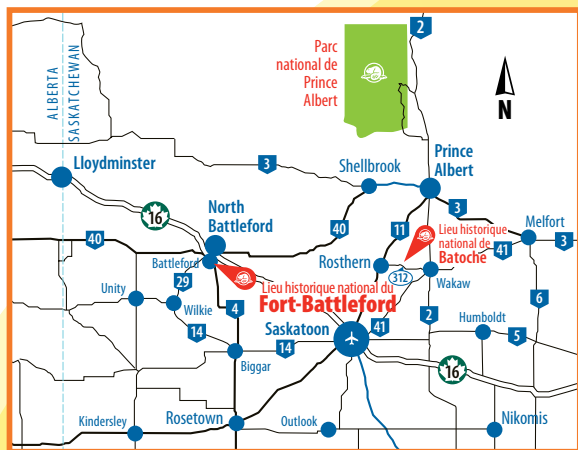 2
Parc
national de
Prince
Albert
N
ALBERTA
SASKATCHEWAN
Lloydminster
3
Shellbrook
Prince
Albert
16
North
Battleford
40
11
3
Lieu historique
national de
Batoche
Melfort
40
41
3
Battleford
Rosthern
312
Wakaw
Unity
29
Lieu historique national du
Fort-Battleford
6
Wilkie
4
Saskatoon
41
2
Humboldt
14
14
5
Biggar
16
Kindersley
Rosetown
Outlook
Nikomis